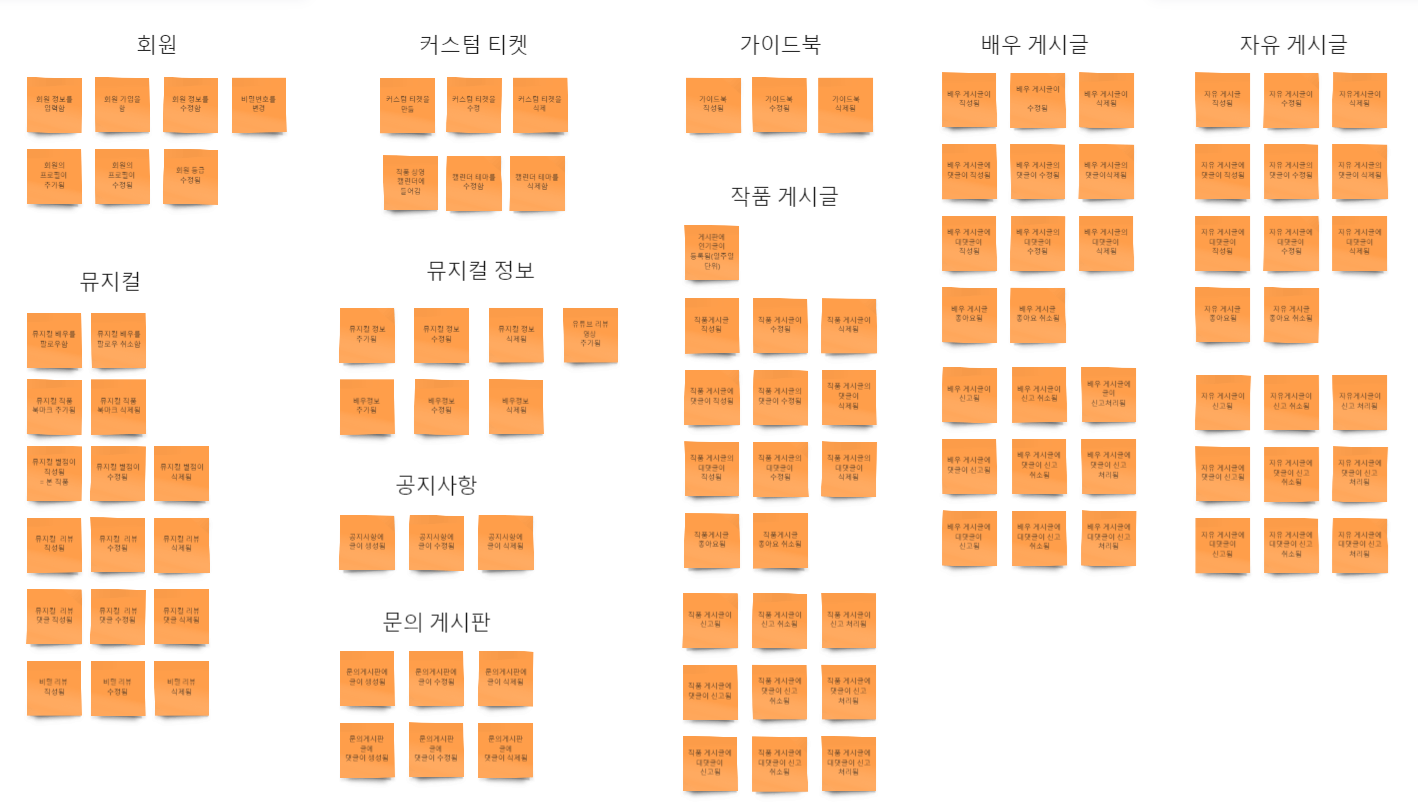 회원
회원 정보를
입력함
회원 가입을
함
회원 정보를
수정함
비밀번호를
변경
회원의
프로필이
추가됨
회원의
프로필이
수정됨
회원 등급
수정됨
뮤지컬
뮤지컬 배우를
팔로우함
뮤지컬 배우를
팔로우 취소함
뮤지컬 작품
북마크 추가됨
뮤지컬 작품
북마크 삭제됨
뮤지컬 별점이
작성됨
= 본 작품
뮤지컬 별점이
수정됨
뮤지컬 별점이
삭제됨
뮤지컬 리뷰
작성됨
뮤지컬 리뷰
수정됨
뮤지컬 리뷰
삭제됨
뮤지컬 리뷰
댓글 작성됨
뮤지컬 리뷰
댓글 수정됨
뮤지컬 리뷰
댓글 삭제됨
비밀 리뷰
작성됨
비밀 리뷰
수정됨
비밀 리뷰
삭제됨
커스텀 티켓
커스텀 티켓을
만듦
커스텀 티켓을
수정
커스텀 티켓을
삭제
작품 상영
캘린더에
들어감
캘린더 테마를
수정함
캘린더 테마를
삭제함
뮤지컬 정보
뮤지컬 정보
추가됨
뮤지컬 정보
수정됨
뮤지컬 정보
삭제됨
유튜브 리뷰
영상
추가됨
배우정보
추가됨
배우정보
수정됨
배우정보
삭제됨
공지사항
공지사항에
글이 생성됨
공지사항에
글이 수정됨
공지사항에
글이 삭제됨
문의 게시판
문의게시판에
글이 생성됨
문의게시판에
글이 수정됨
문의게시판에
글이 삭제됨
문의게시판
글에
댓글이 생성됨
문의게시판
글에
댓글이 수정됨
문의게시판
글에
댓글이 삭제됨
가이드북
가이드북
작성됨
가이드북
수정됨
가이드북
삭제됨
작품 게시글
게시판에
인기글이
등록됨(일주일
단위)
작품게시글
작성됨
작품 게시글이
수정됨
작품 게시글이
삭제됨
작품 게시글에
댓글이 작성됨
작품 게시글의
댓글이 수정됨
작품 게시글의
댓글이
삭제됨
작품 게시글의
대댓글이
작성됨
작품 게시글의
대댓글이
수정됨
작품 게시글의
대댓글이
삭제됨
작품게시글
좋아요됨
작품게시글
좋아요 취소됨
작품 게시글이
신고됨
작품 게시글이
신고 취소됨
작품 게시글이
신고 처리됨
작품 게시글에
댓글이 신고됨
작품 게시글에
댓글이 신고
취소됨
작품 게시글에
댓글이 신고
처리됨
작품 게시글에
대댓글이
신고됨
작품 게시글에
대댓글이 신고
취소됨
작품 게시글에
대댓글이 신고
처리됨
배우 게시글
배우 게시글이
작성됨
배우 게시글이
수정됨
배우 게시글이
삭제됨
배우 게시글에
댓글이 작성됨
배우 게시글의
댓글이 수정됨
배우 게시글의
댓글이삭제됨
배우 게시글에
대댓글이
작성됨
배우 게시글의
대댓글이
수정됨
배우 게시글의
대댓글이
삭제됨
배우 게시글
좋아요됨
배우 게시글
좋아요 취소됨
배우 게시글이
신고됨
배우 게시글이
신고 취소됨
배우 게시글에
글이
신고처리됨
배우 게시글에
댓글이 신고됨
배우 게시글에
댓글이 신고
취소됨
배우 게시글에
댓글이 신고
처리됨
배우 게시글에
대댓글이
신고됨
배우 게시글에
대댓글이 신고
취소됨
배우 게시글에
대댓글이 신고
처리됨
자유 게시글
자유 게시글
작성됨
자유 게시글이
수정됨
자유게시글이
삭제됨
자유 게시글에
댓글이 작성됨
자유 게시글의
댓글이 수정됨
자유 게시글의
댓글이삭제됨
자유 게시글에
대댓글이
작성됨
자유 게시글에
대댓글이
수정됨
자유 게시글에
대댓글이
삭제됨
자유 게시글
좋아요됨
자유 게시글
좋아요 취소됨
자유 게시글이
신고됨
자유게시글이
신고 취소됨
자유게시글이
신고 처리됨
자유 게시글에
댓글이 신고됨
자유 게시글에
댓글이 신고
취소됨
자유 게시글에
댓글이 신고
처리됨
자유 게시글에
대댓글이
신고됨
자유 게시글에
대댓글이 신고
취소됨
자유 게시글에
대댓글이 신고
처리됨